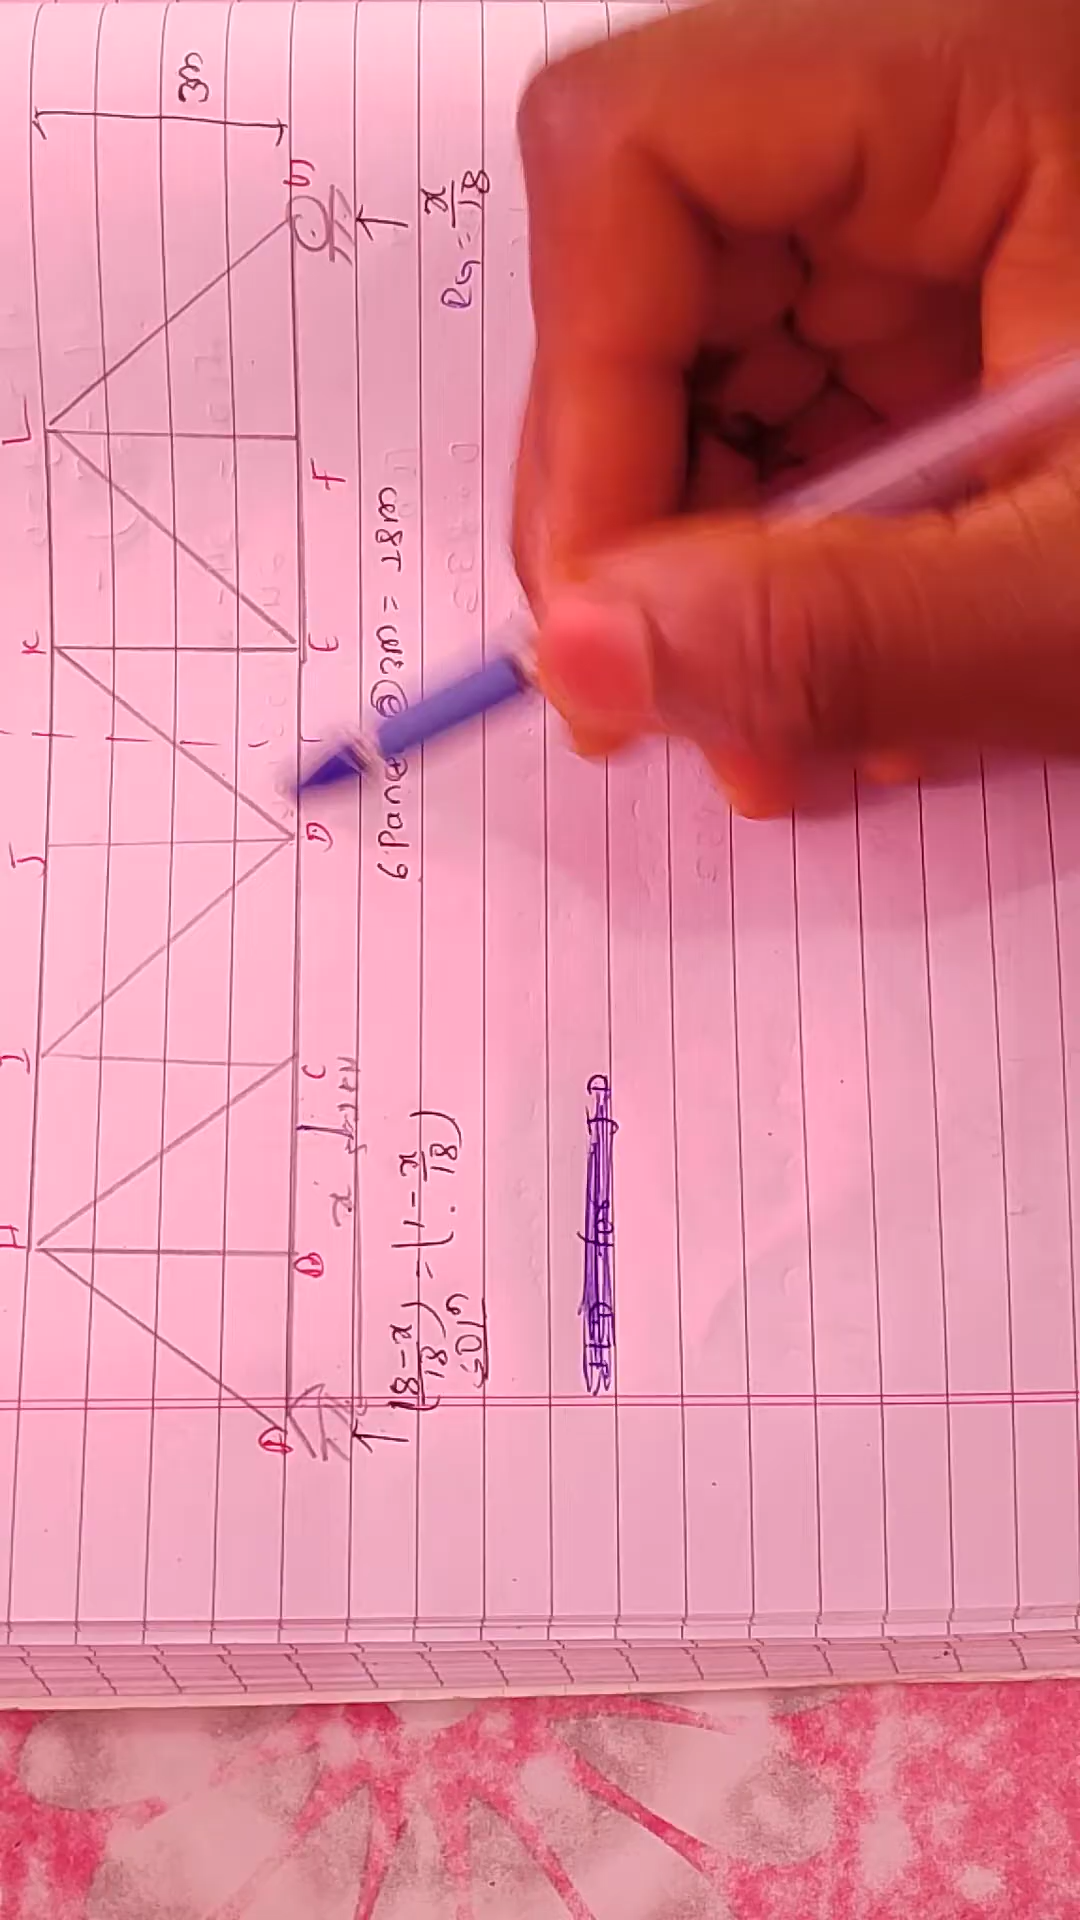 H I J K L
3m
A B C D E F G
x
6 Panel @ 3m = 18m
(18-x/18) = (1 - x/18)
RG = x/18